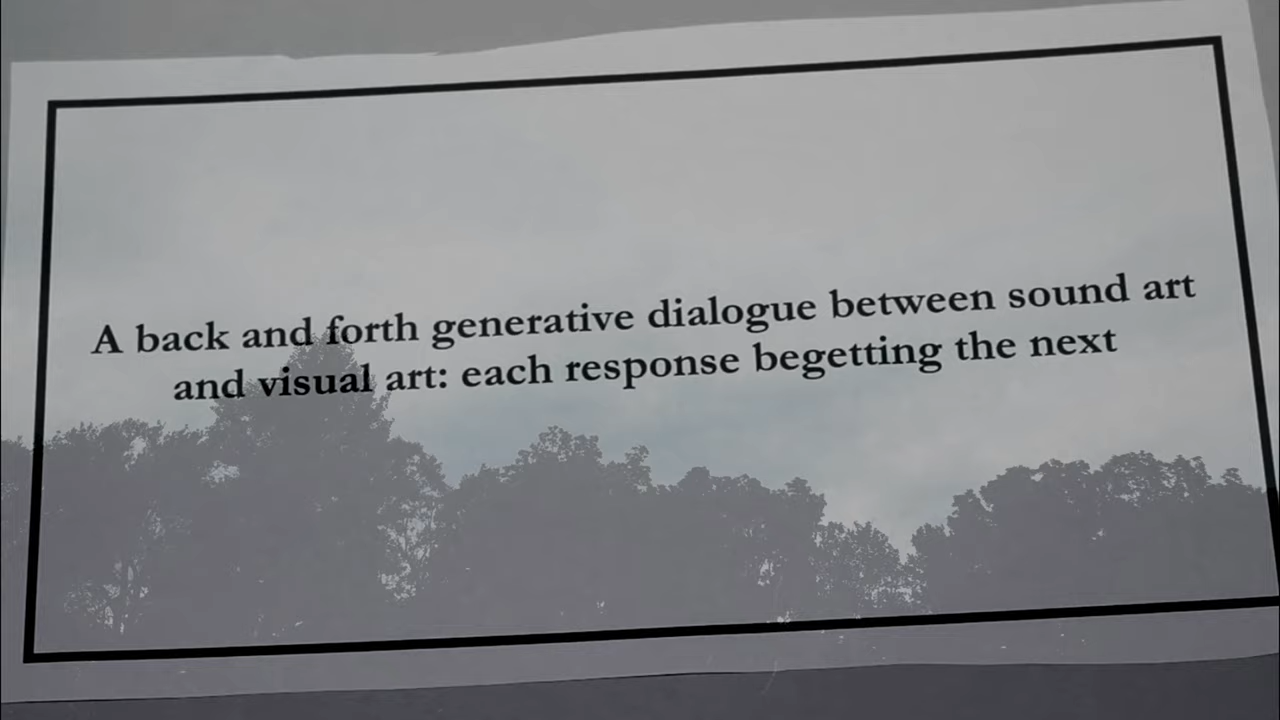 A back and forth generative dialogue between sound art
and visual art: each response begetting the next